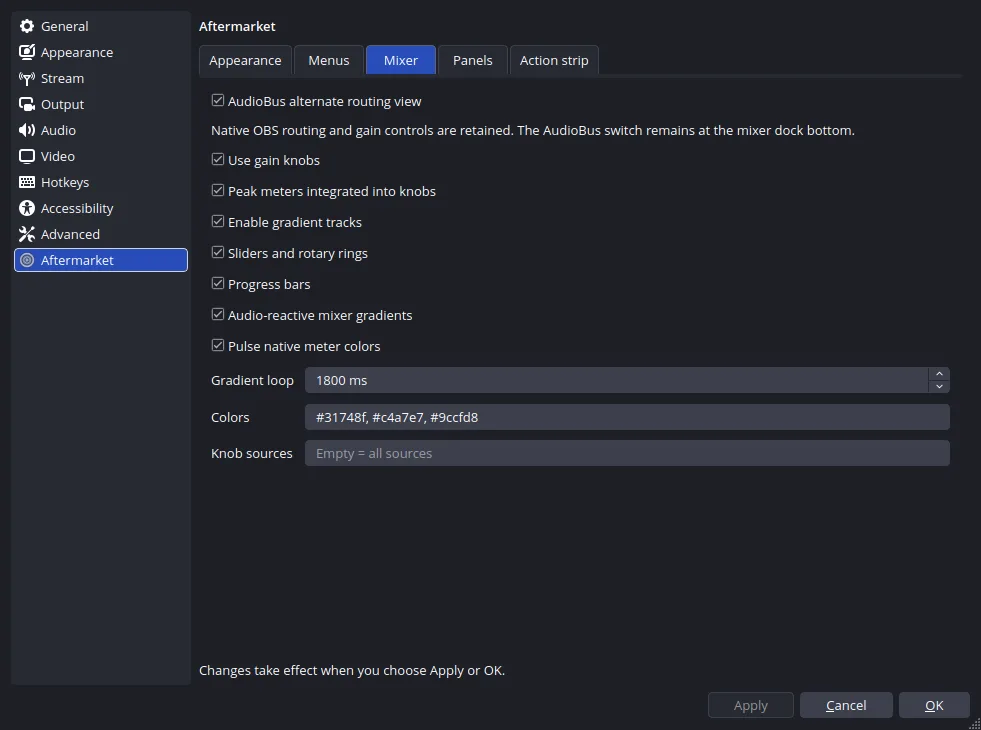 General
Appearance
Stream
Output
Audio
Video
Hotkeys
Accessibility
Advanced
Aftermarket
Aftermarket
Appearance Menus Mixer Panels Action strip
AudioBus alternate routing view
Native OBS routing and gain controls are retained. The AudioBus switch remains at the mixer dock bottom.
Use gain knobs
Peak meters integrated into knobs
Enable gradient tracks
Sliders and rotary rings
Progress bars
Audio-reactive mixer gradients
Pulse native meter colors
Gradient loop 1800 ms
Colors #31748f, #c4a7e7, #9ccfd8
Knob sources Empty = all sources
Changes take effect when you choose Apply or OK.
Apply Cancel OK